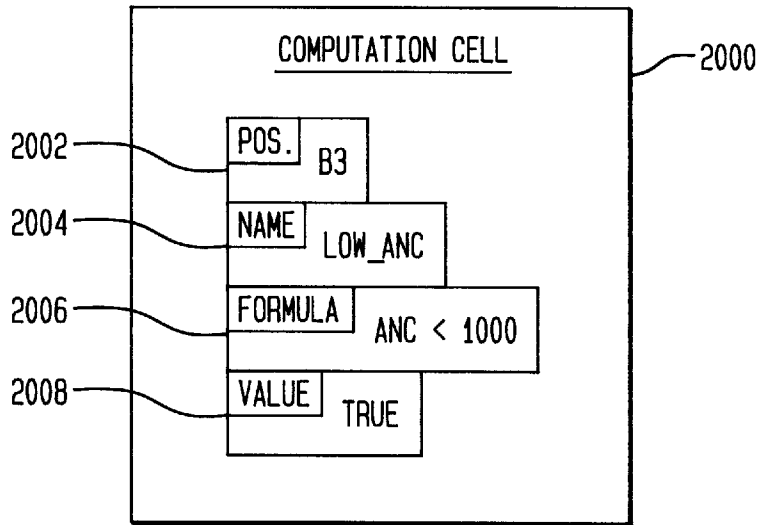 COMPUTATION CELL
2000
2002
POS.
B3
2004
NAME
LOW_ANC
2006
FORMULA
ANC < 1000
2008
VALUE
TRUE